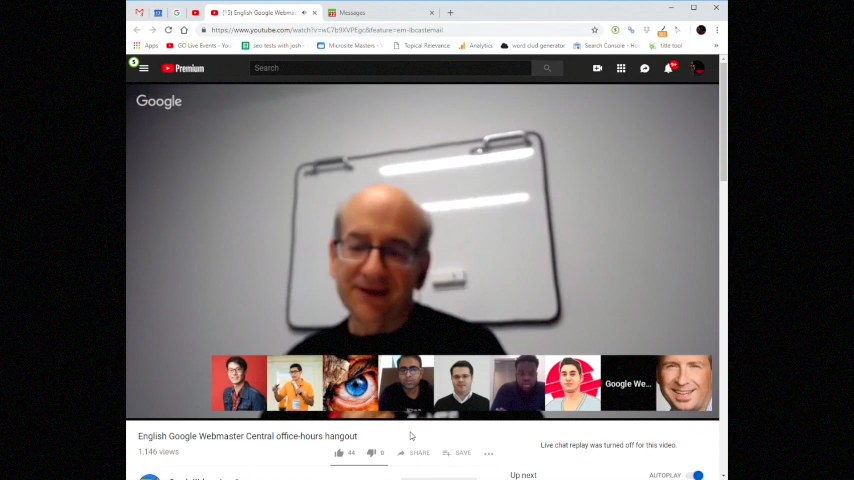 (15) English Google Webmas
Messages
https://www.youtube.com/watch?v=wC7b9XVPEgc&feature=em-lbcastemail
Apps
GO Live Events - You
seo tests with josh
Microsite Masters
Topical Relevance
Analytics
word clud generator
Search Console - Ho
title tool
Premium
Search
9+
Google
Google We...
English Google Webmaster Central office-hours hangout
1,146 views
44
0
SHARE
SAVE
Live chat replay was turned off for this video.
Up next
AUTOPLAY